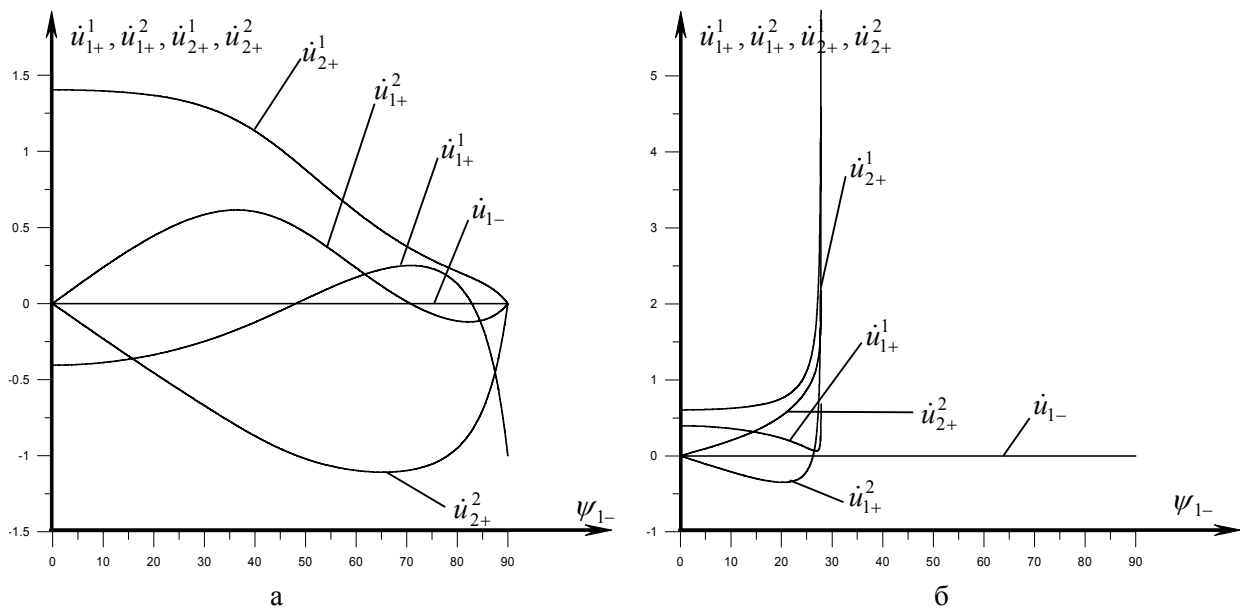 u̇¹₁₊, u̇²₁₊, u̇¹₂₊, u̇²₂₊
u̇¹₂₊
u̇²₁₊
u̇¹₁₊
u̇₁₋
u̇²₂₊
ψ₁₋
1.5
1
0.5
0
-0.5
-1
-1.5
0 10 20 30 40 50 60 70 80 90
а
u̇¹₁₊, u̇²₁₊, u̇¹₂₊, u̇²₂₊
u̇¹₂₊
u̇¹₁₊
u̇₁₋
u̇²₂₊
u̇²₁₊
ψ₁₋
5
4
3
2
1
0
-1
0 10 20 30 40 50 60 70 80 90
б